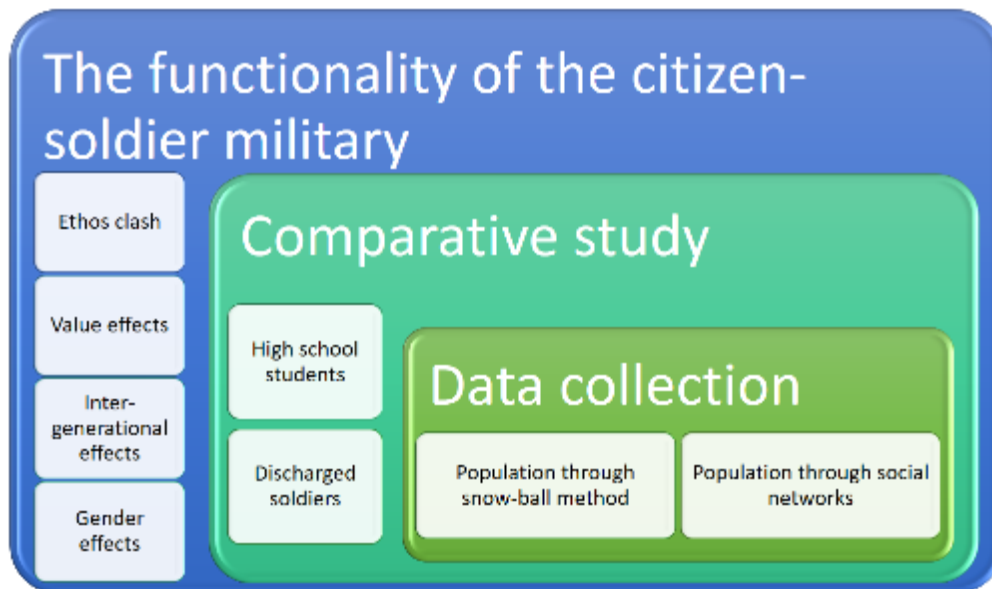 The functionality of the citizen-
soldier military
Ethos clash
Value effects
Inter-
generational
effects
Gender
effects
Comparative study
High school
students
Discharged
soldiers
Data collection
Population through
snow-ball method
Population through social
networks